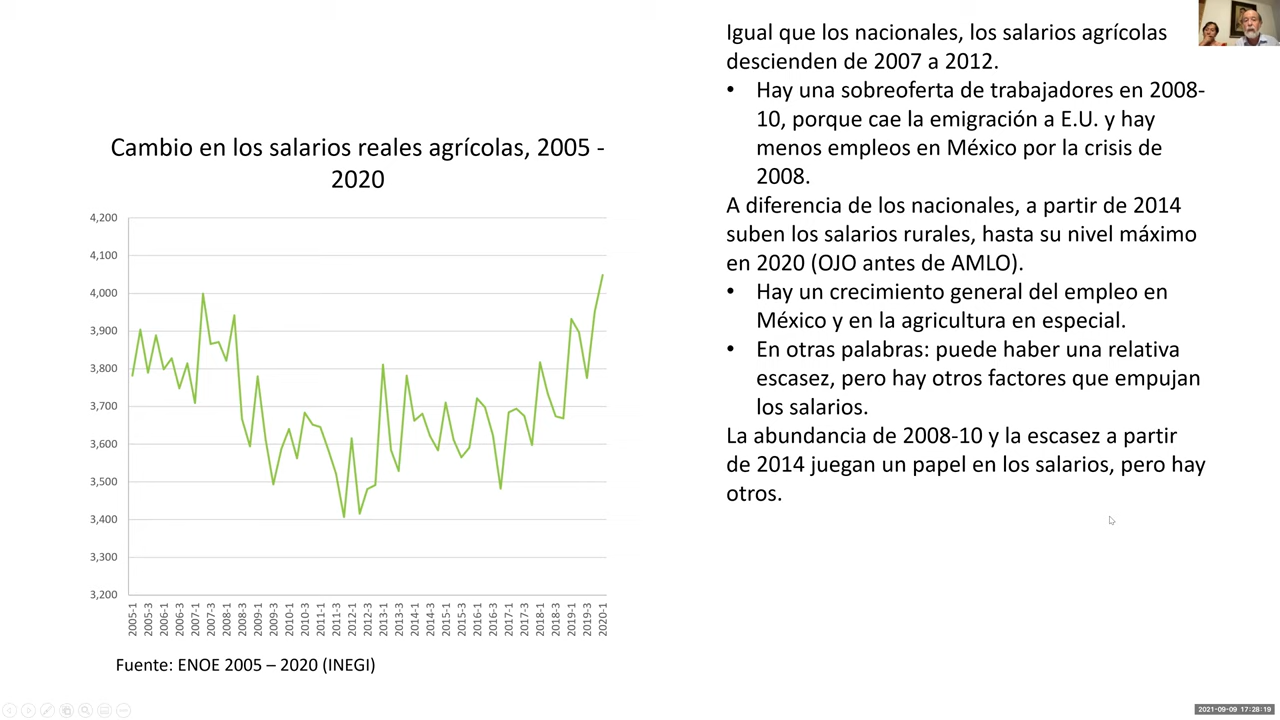 Igual que los nacionales, los salarios agrícolas
descienden de 2007 a 2012.
• Hay una sobreoferta de trabajadores en 2008-
10, porque cae la emigración a E.U. y hay
menos empleos en México por la crisis de
2008.
A diferencia de los nacionales, a partir de 2014
suben los salarios rurales, hasta su nivel máximo
en 2020 (OJO antes de AMLO).
• Hay un crecimiento general del empleo en
México y en la agricultura en especial.
• En otras palabras: puede haber una relativa
escasez, pero hay otros factores que empujan
los salarios.
La abundancia de 2008-10 y la escasez a partir
de 2014 juegan un papel en los salarios, pero hay
otros.
Cambio en los salarios reales agrícolas, 2005 -
2020
4,200
4,100
4,000
3,900
3,800
3,700
3,600
3,500
3,400
3,300
3,200
2005-1
2005-3
2006-1
2006-3
2007-1
2007-3
2008-1
2008-3
2009-1
2009-3
2010-1
2010-3
2011-1
2011-3
2012-1
2012-3
2013-1
2013-3
2014-1
2014-3
2015-1
2015-3
2016-1
2016-3
2017-1
2017-3
2018-1
2018-3
2019-1
2019-3
2020-1
Fuente: ENOE 2005 – 2020 (INEGI)
2021-09-09 17:28:19